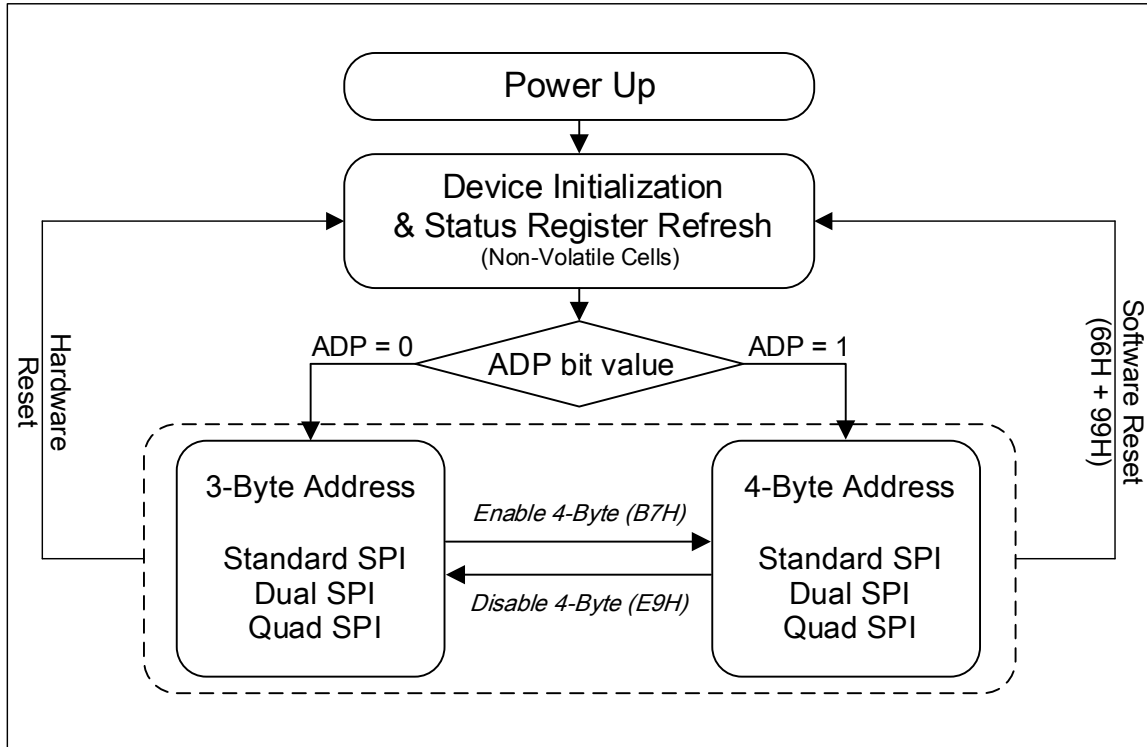 Power Up
Device Initialization
& Status Register Refresh
(Non-Volatile Cells)
Hardware
Reset
ADP = 0
ADP bit value
ADP = 1
Software Reset
(66H + 99H)
3-Byte Address
Standard SPI
Dual SPI
Quad SPI
Enable 4-Byte (B7H)
Disable 4-Byte (E9H)
4-Byte Address
Standard SPI
Dual SPI
Quad SPI